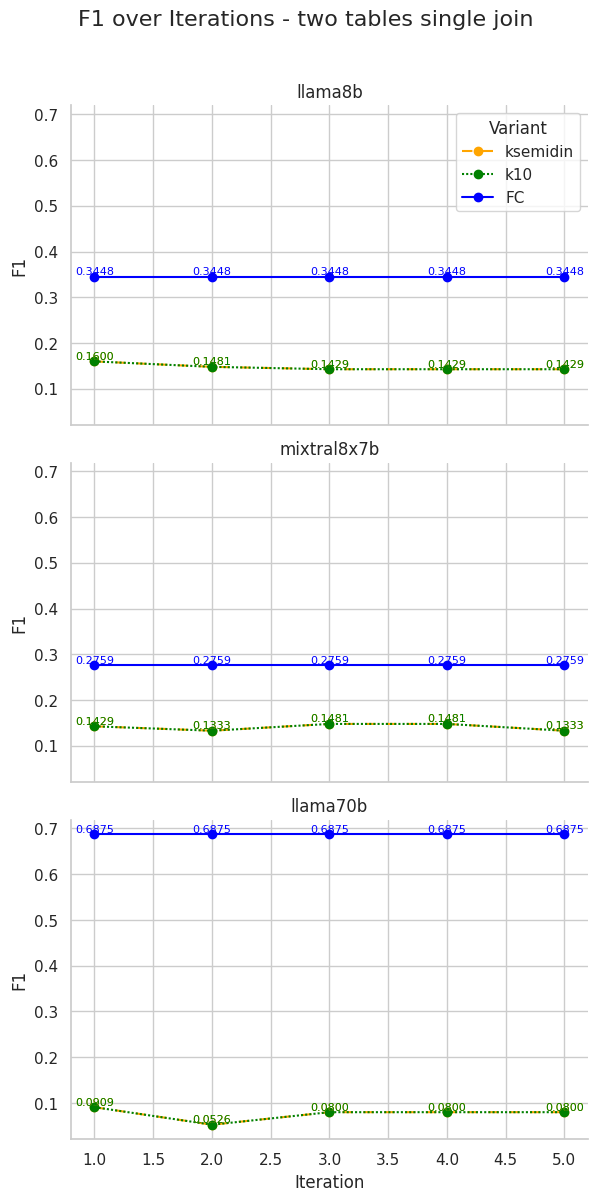 F1 over Iterations - two tables single join
llama8b
0.7
0.6
0.5
0.4
0.3
0.2
0.1
F1
Variant
ksemidin
k10
FC
0.3448 0.3448 0.3448 0.3448 0.3448
0.1600 0.1481 0.1429 0.1429 0.1429
mixtral8x7b
0.7
0.6
0.5
0.4
0.3
0.2
0.1
F1
0.2759 0.2759 0.2759 0.2759 0.2759
0.1429 0.1333 0.1481 0.1481 0.1333
llama70b
0.7
0.6
0.5
0.4
0.3
0.2
0.1
F1
0.6875 0.6875 0.6875 0.6875 0.6875
0.0909 0.0526 0.0800 0.0800 0.0800
1.0 1.5 2.0 2.5 3.0 3.5 4.0 4.5 5.0
Iteration